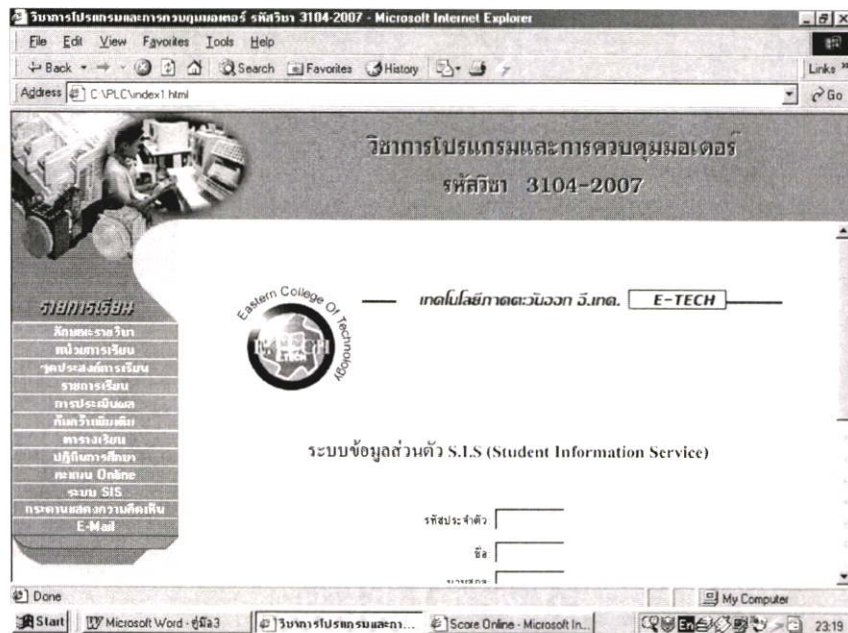 วิชาการโปรแกรมและการควบคุมมอเตอร์ รหัสวิชา 3104-2007 - Microsoft Internet Explorer
File Edit View Favorites Tools Help
Back Search Favorites History Links »
Address C:\PLC\index1.html Go
วิชาการโปรแกรมและการควบคุมมอเตอร์
รหัสวิชา 3104-2007
รายการเรียน
ลักษณะรายวิชา
หน่วยการเรียน
จุดประสงค์การเรียน
รายการเรียน
การประเมินผล
ค้นคว้าเพิ่มเติม
ตารางเรียน
ปฏิทินการศึกษา
คะแนน Online
ระบบ SIS
กระดานแสดงความคิดเห็น
E-Mail
Eastern College Of Technology
E.TECH
เทคโนโลยีภาคตะวันออก อี.เทค. E-TECH
ระบบข้อมูลส่วนตัว S.I.S (Student Information Service)
รหัสประจำตัว
ชื่อ
นามสกุล
Done My Computer
Start Microsoft Word - คู่มือ3 วิชาการโปรแกรมและกา... Score Online - Microsoft In... En 23:19